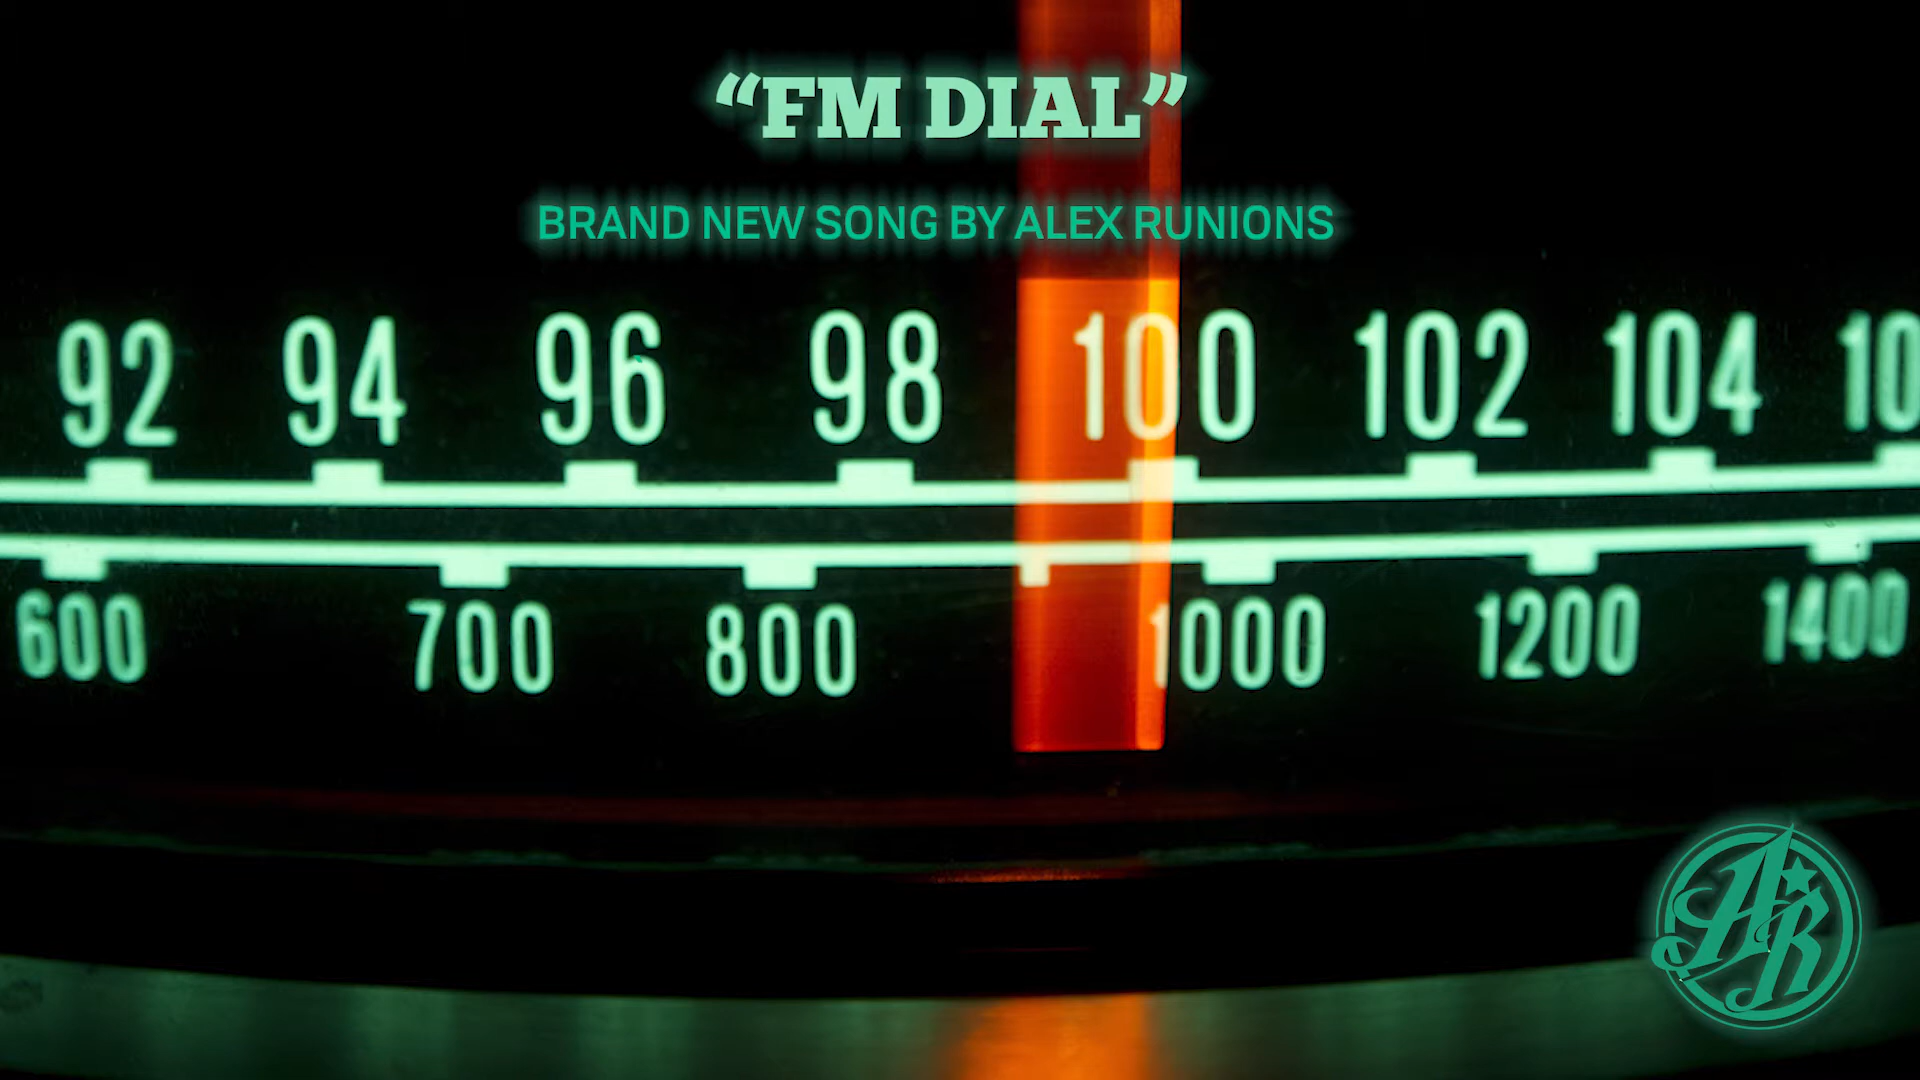 “FM DIAL”
BRAND NEW SONG BY ALEX RUNIONS
92 94 96 98 100 102 104 10
600 700 800 1000 1200 1400
AR